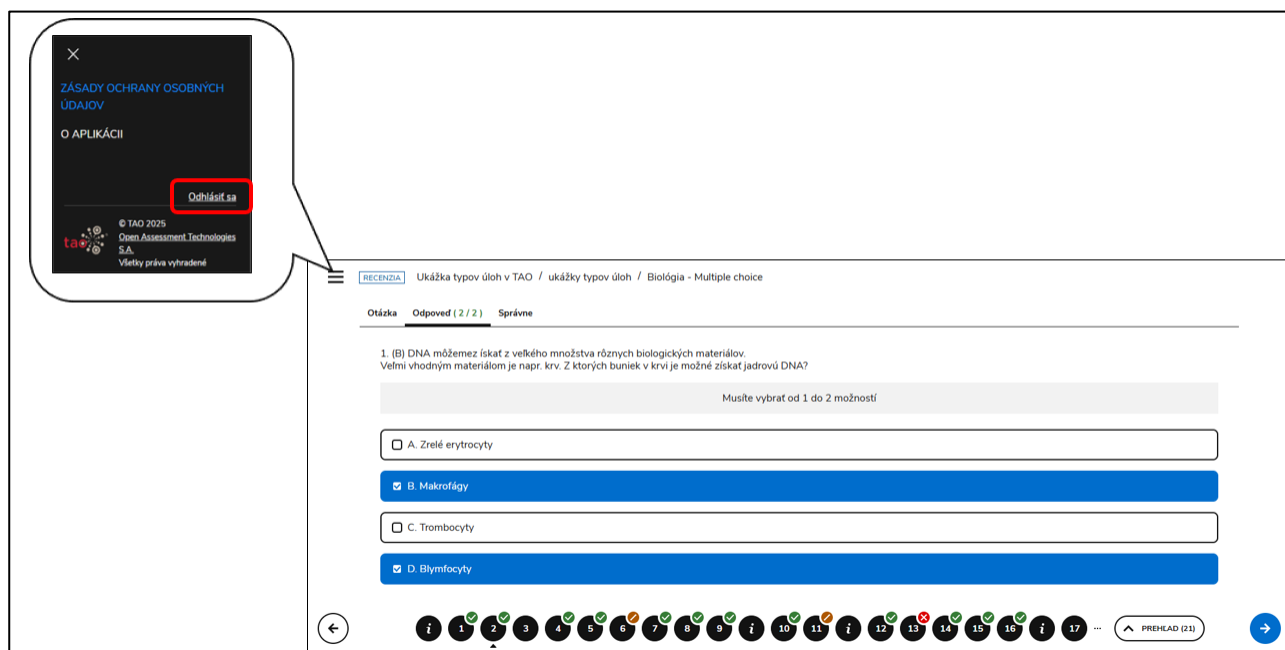 ZÁSADY OCHRANY OSOBNÝCH
ÚDAJOV
O APLIKÁCII
Odhlásiť sa
tao
© TAO 2025
Open Assessment Technologies
S.A.
Všetky práva vyhradené
RECENZIA Ukážka typov úloh v TAO / ukážky typov úloh / Biológia - Multiple choice
Otázka Odpoveď ( 2 / 2 ) Správne
1. (B) DNA môžemez ískať z veľkého množstva rôznych biologických materiálov.
Veľmi vhodným materiálom je napr. krv. Z ktorých buniek v krvi je možné získať jadrovú DNA?
Musíte vybrať od 1 do 2 možností
A. Zrelé erytrocyty
B. Makrofágy
C. Trombocyty
D. Blymfocyty
i 1 2 3 4 5 6 7 8 9 i 10 11 i 12 13 14 15 16 i 17 ... PREHĽAD (21)